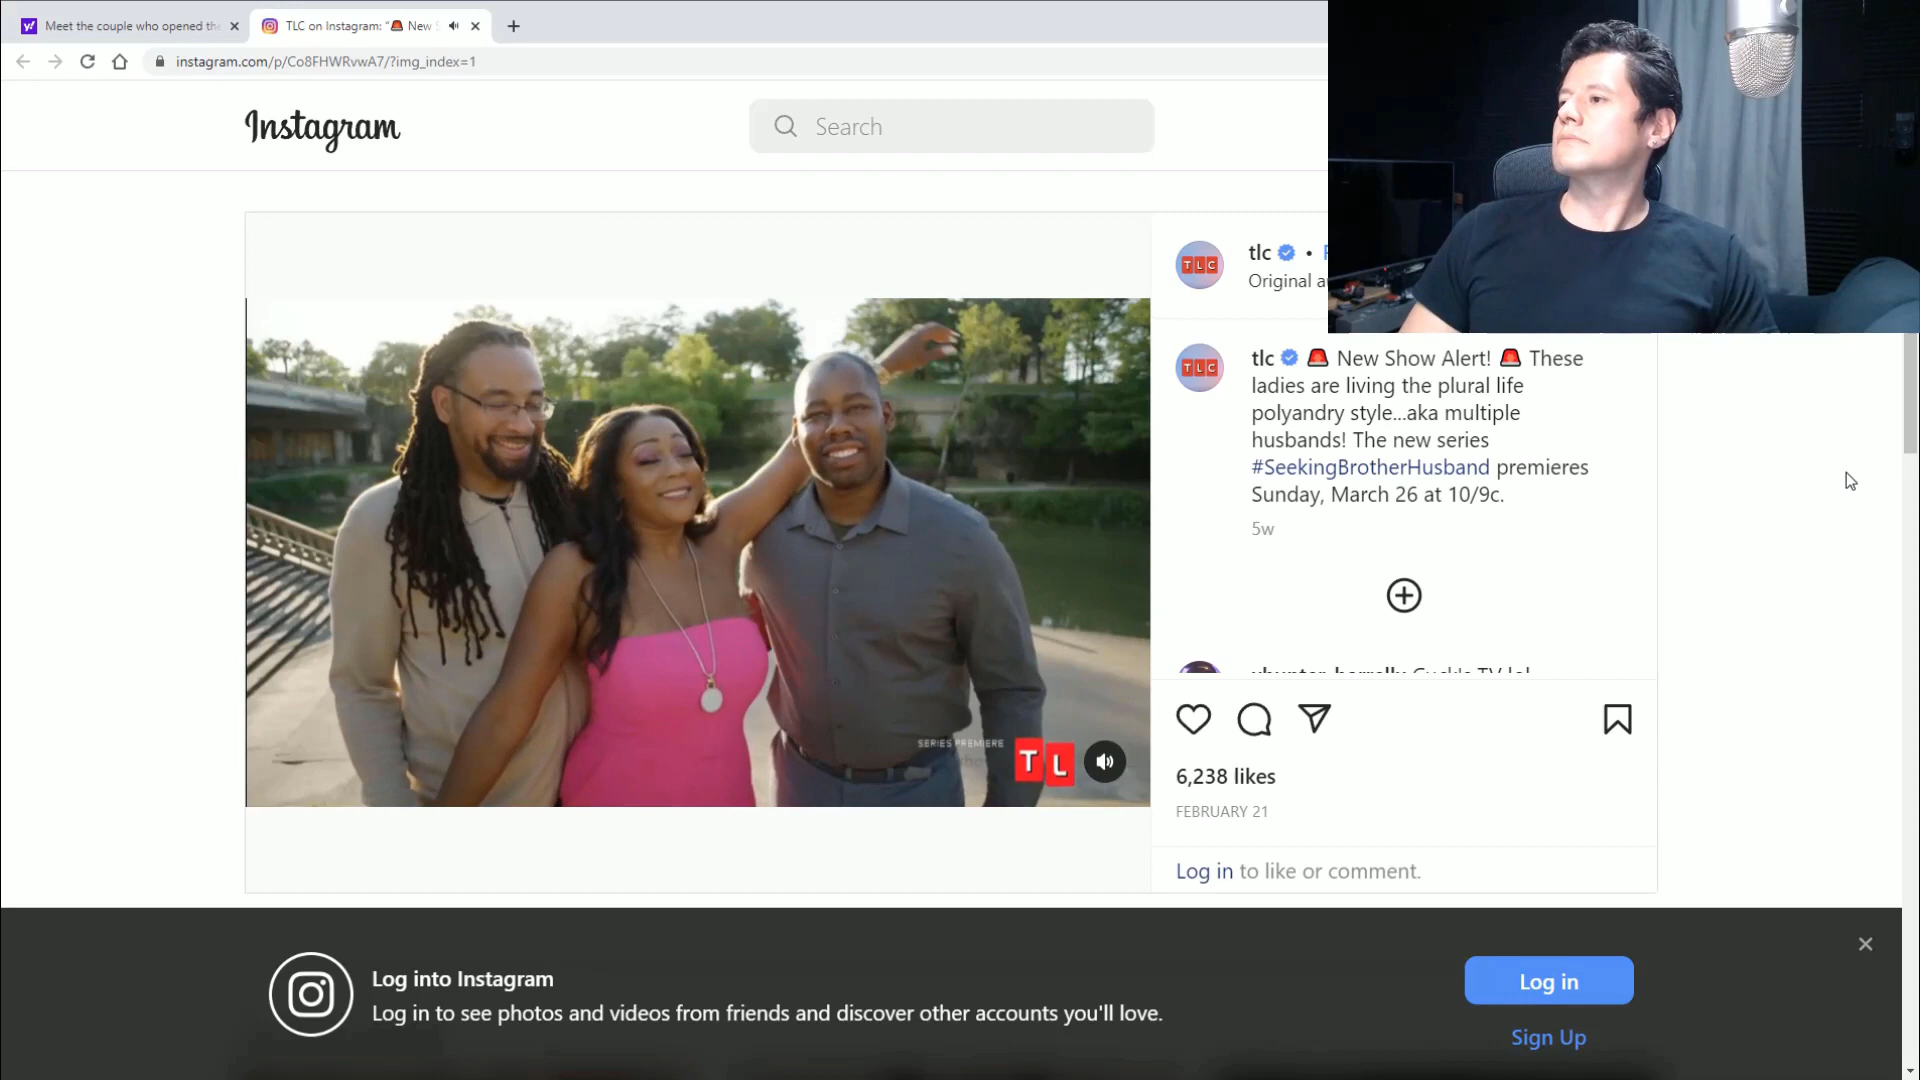 Meet the couple who opened the
TLC on Instagram: "🚨 New S
instagram.com/p/Co8FHWRvwA7/?img_index=1
Instagram
Search
TLC
tlc •
Original a
TLC
tlc 🚨 New Show Alert! 🚨 These
ladies are living the plural life
polyandry style...aka multiple
husbands! The new series
#SeekingBrotherHusband premieres
Sunday, March 26 at 10/9c.
5w
SERIES PREMIERE
TL
6,238 likes
FEBRUARY 21
Log in to like or comment.
Log into Instagram
Log in to see photos and videos from friends and discover other accounts you'll love.
Log in
Sign Up